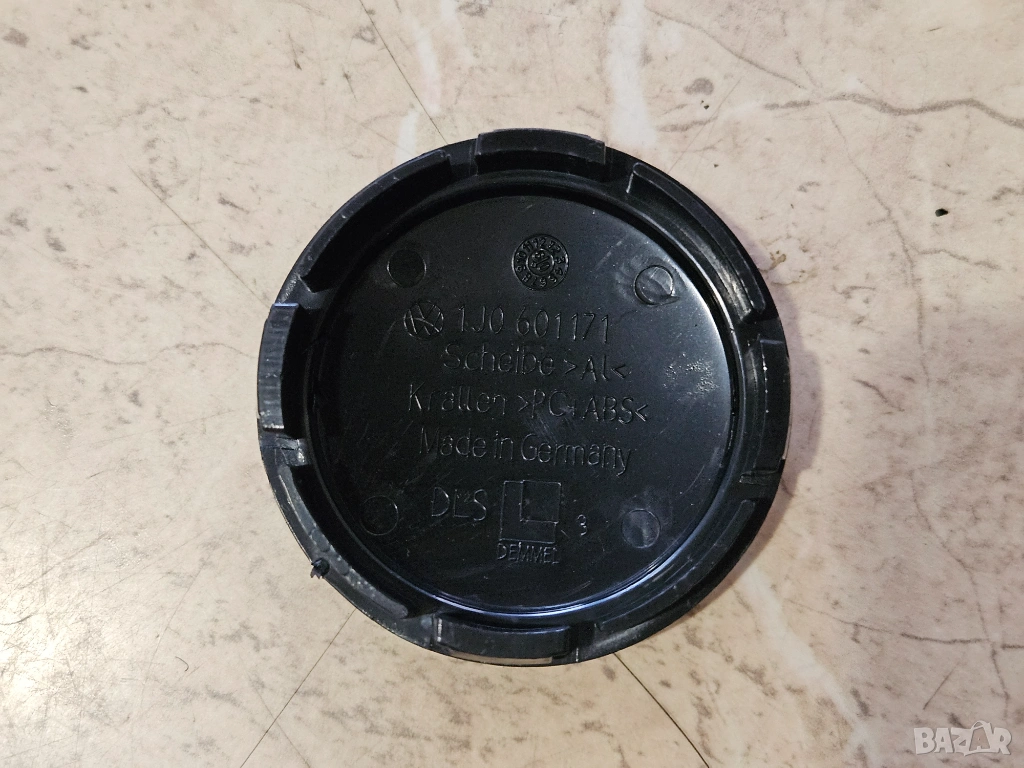 1J0 601171
Scheibe >Al<
Krallen >PC+ABS<
Made in Germany
DLS
3
DEMMEL
BAZAR